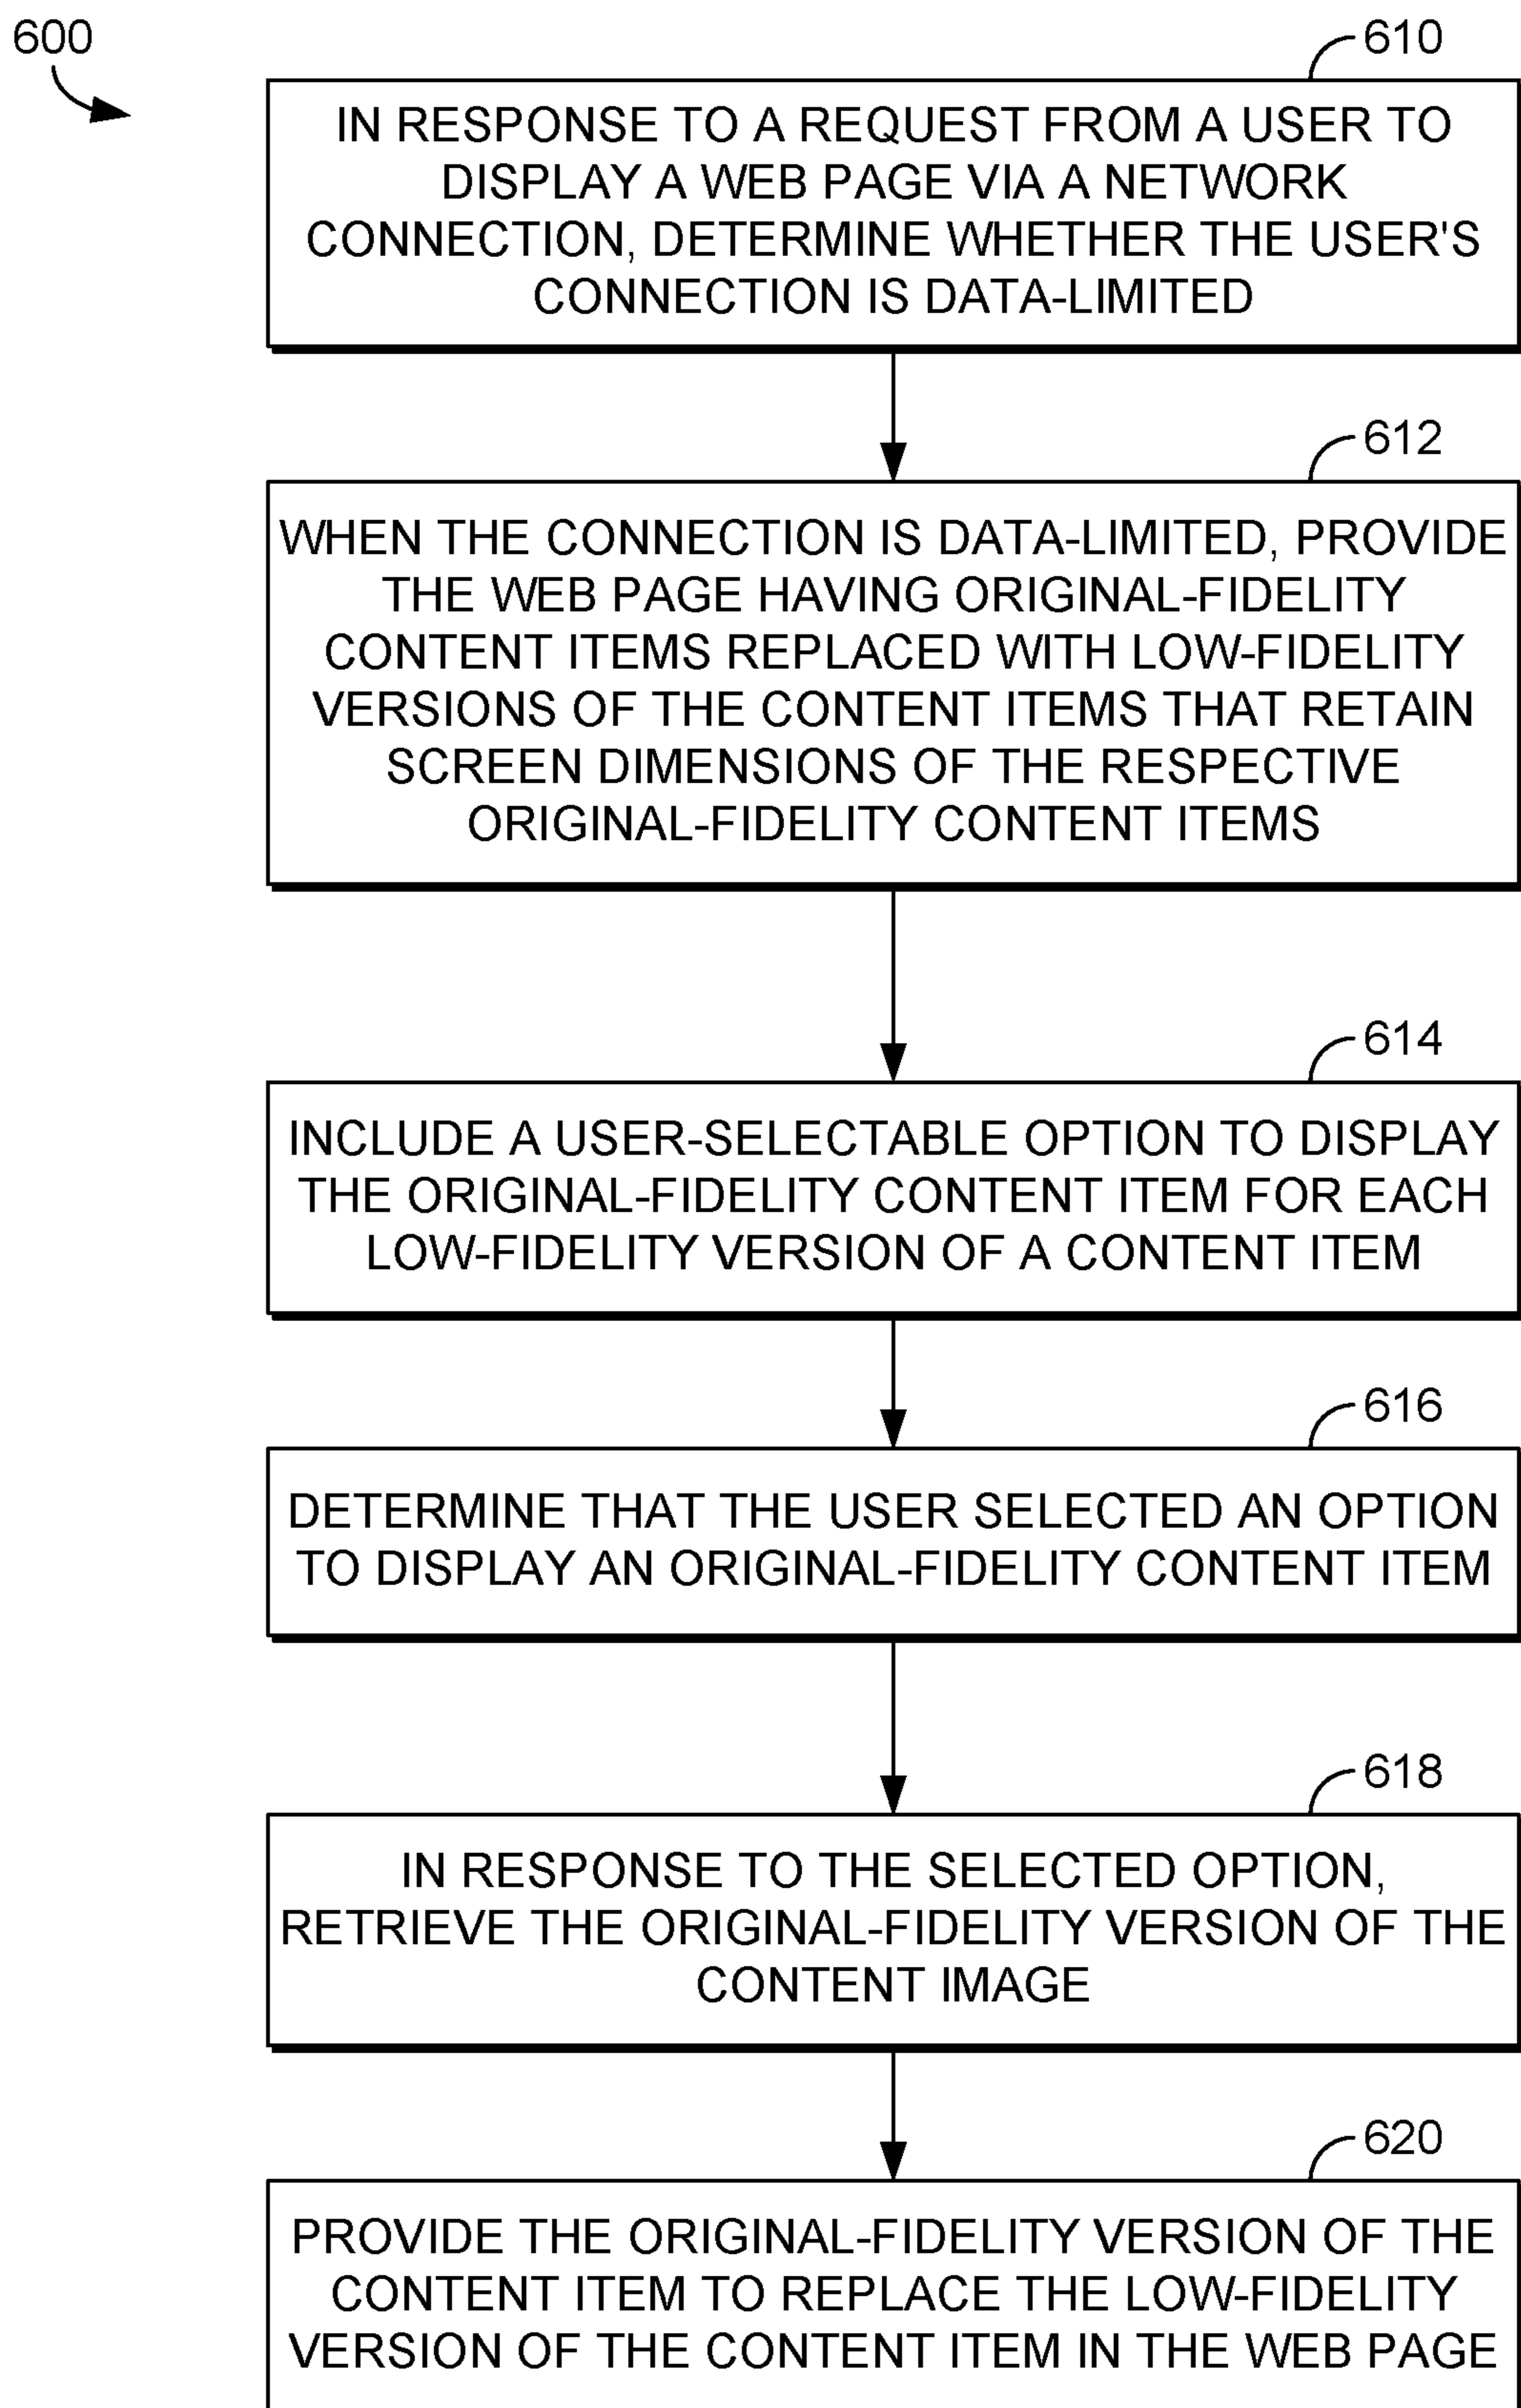 600
610
IN RESPONSE TO A REQUEST FROM A USER TO
DISPLAY A WEB PAGE VIA A NETWORK
CONNECTION, DETERMINE WHETHER THE USER'S
CONNECTION IS DATA-LIMITED
612
WHEN THE CONNECTION IS DATA-LIMITED, PROVIDE
THE WEB PAGE HAVING ORIGINAL-FIDELITY
CONTENT ITEMS REPLACED WITH LOW-FIDELITY
VERSIONS OF THE CONTENT ITEMS THAT RETAIN
SCREEN DIMENSIONS OF THE RESPECTIVE
ORIGINAL-FIDELITY CONTENT ITEMS
614
INCLUDE A USER-SELECTABLE OPTION TO DISPLAY
THE ORIGINAL-FIDELITY CONTENT ITEM FOR EACH
LOW-FIDELITY VERSION OF A CONTENT ITEM
616
DETERMINE THAT THE USER SELECTED AN OPTION
TO DISPLAY AN ORIGINAL-FIDELITY CONTENT ITEM
618
IN RESPONSE TO THE SELECTED OPTION,
RETRIEVE THE ORIGINAL-FIDELITY VERSION OF THE
CONTENT IMAGE
620
PROVIDE THE ORIGINAL-FIDELITY VERSION OF THE
CONTENT ITEM TO REPLACE THE LOW-FIDELITY
VERSION OF THE CONTENT ITEM IN THE WEB PAGE